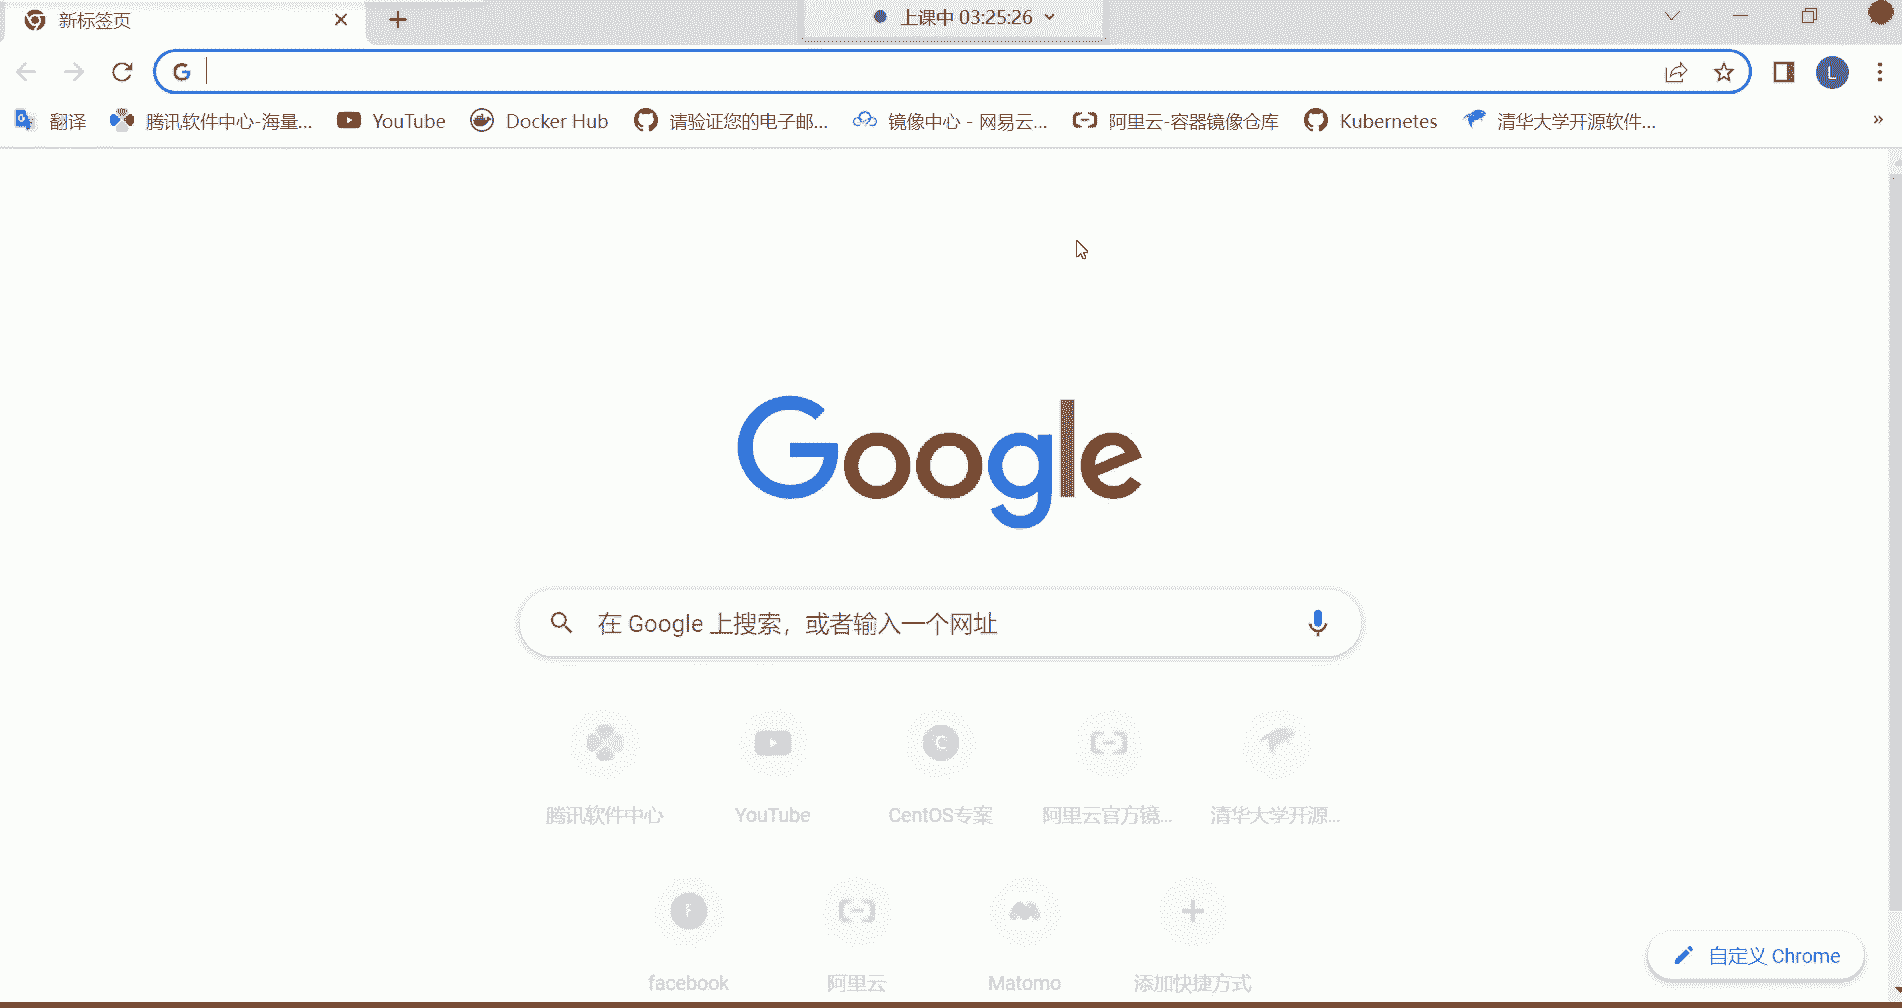 新标签页
上课中 03:25:26
L
翻译 腾讯软件中心-海量... YouTube Docker Hub 请验证您的电子邮... 镜像中心 - 网易云... 阿里云-容器镜像仓库 Kubernetes 清华大学开源软件... »
Google
在 Google 上搜索，或者输入一个网址
腾讯软件中心 YouTube CentOS专案 阿里云官方镜... 清华大学开源...
facebook 阿里云 Matomo 添加快捷方式
自定义 Chrome